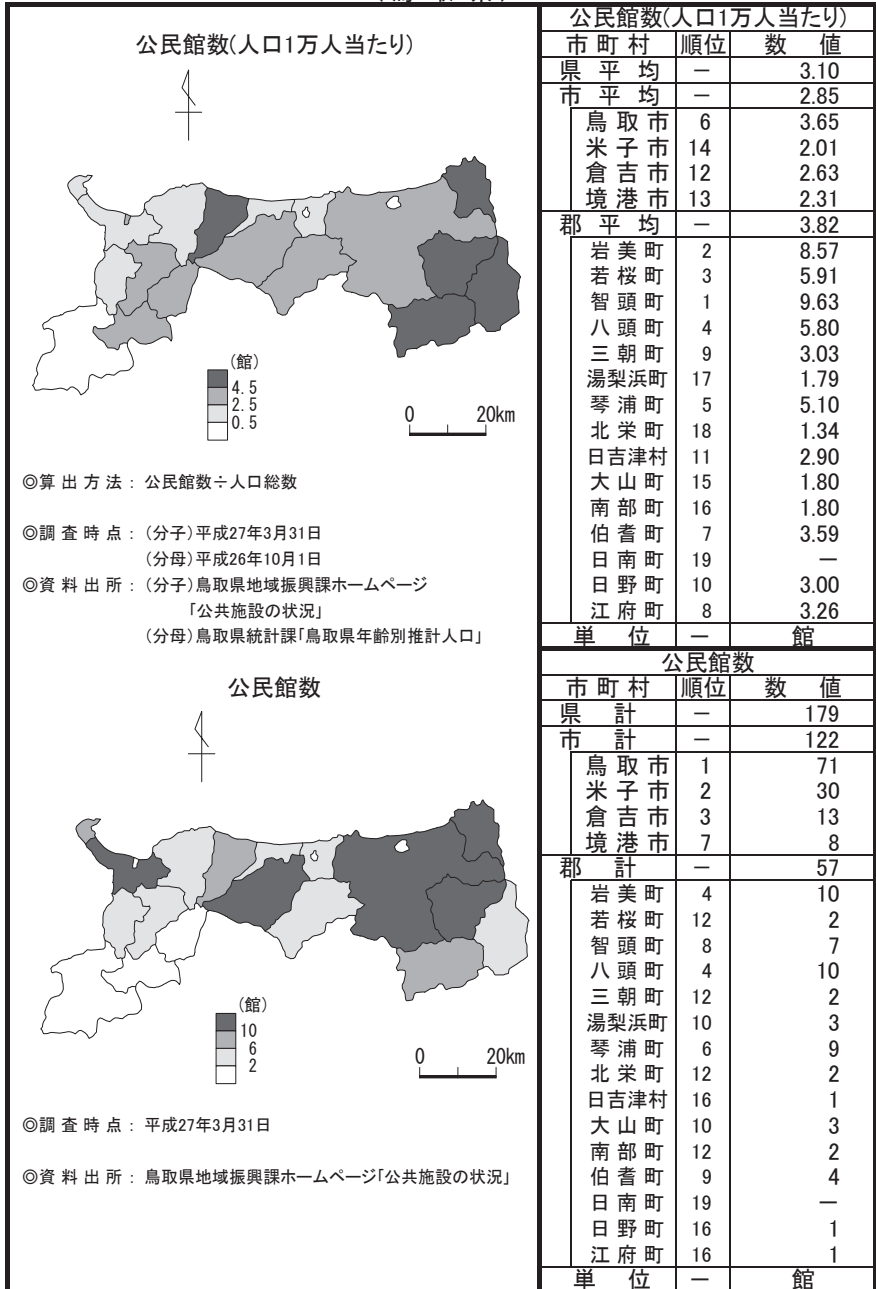 公民館数(人口1万人当たり)
(館)
4.5
2.5
0.5
0 20km
◎算出方法：公民館数÷人口総数
◎調査時点：(分子)平成27年3月31日
(分母)平成26年10月1日
◎資料出所：(分子)鳥取県地域振興課ホームページ
「公共施設の状況」
(分母)鳥取県統計課「鳥取県年齢別推計人口」
公民館数(人口1万人当たり)
市町村 順位 数値
県平均 － 3.10
市平均 － 2.85
鳥取市 6 3.65
米子市 14 2.01
倉吉市 12 2.63
境港市 13 2.31
郡平均 － 3.82
岩美町 2 8.57
若桜町 3 5.91
智頭町 1 9.63
八頭町 4 5.80
三朝町 9 3.03
湯梨浜町 17 1.79
琴浦町 5 5.10
北栄町 18 1.34
日吉津村 11 2.90
大山町 15 1.80
南部町 16 1.80
伯耆町 7 3.59
日南町 19 －
日野町 10 3.00
江府町 8 3.26
単位 － 館
公民館数
(館)
10
6
2
0 20km
◎調査時点：平成27年3月31日
◎資料出所：鳥取県地域振興課ホームページ「公共施設の状況」
公民館数
市町村 順位 数値
県計 － 179
市計 － 122
鳥取市 1 71
米子市 2 30
倉吉市 3 13
境港市 7 8
郡計 － 57
岩美町 4 10
若桜町 12 2
智頭町 8 7
八頭町 4 10
三朝町 12 2
湯梨浜町 10 3
琴浦町 6 9
北栄町 12 2
日吉津村 16 1
大山町 10 3
南部町 12 2
伯耆町 9 4
日南町 19 －
日野町 16 1
江府町 16 1
単位 － 館